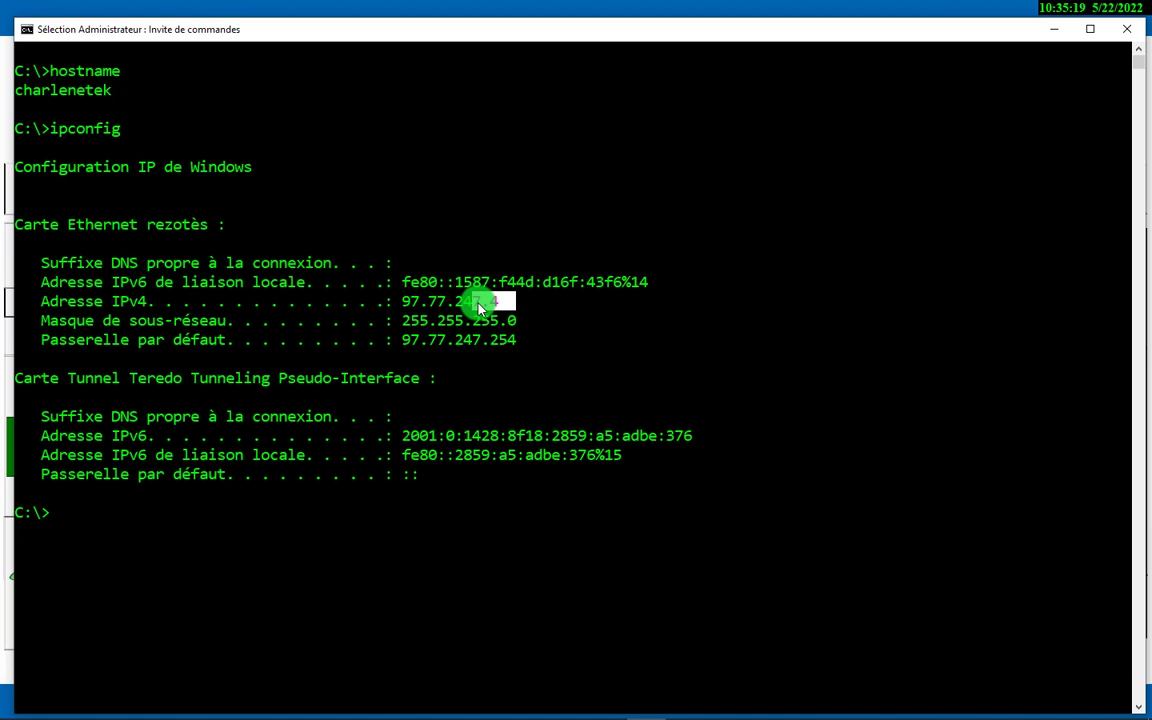 10:35:19 5/22/2022
Sélection Administrateur : Invite de commandes
C:\>hostname
charlenetek
C:\>ipconfig
Configuration IP de Windows
Carte Ethernet rezotès :
Suffixe DNS propre à la connexion. . . :
Adresse IPv6 de liaison locale. . . . .: fe80::1587:f44d:d16f:43f6%14
Adresse IPv4. . . . . . . . . . . . . .: 97.77.247.4
Masque de sous-réseau. . . . . . . . . : 255.255.255.0
Passerelle par défaut. . . . . . . . . : 97.77.247.254
Carte Tunnel Teredo Tunneling Pseudo-Interface :
Suffixe DNS propre à la connexion. . . :
Adresse IPv6. . . . . . . . . . . . . .: 2001:0:1428:8f18:2859:a5:adbe:376
Adresse IPv6 de liaison locale. . . . .: fe80::2859:a5:adbe:376%15
Passerelle par défaut. . . . . . . . . : ::
C:\>